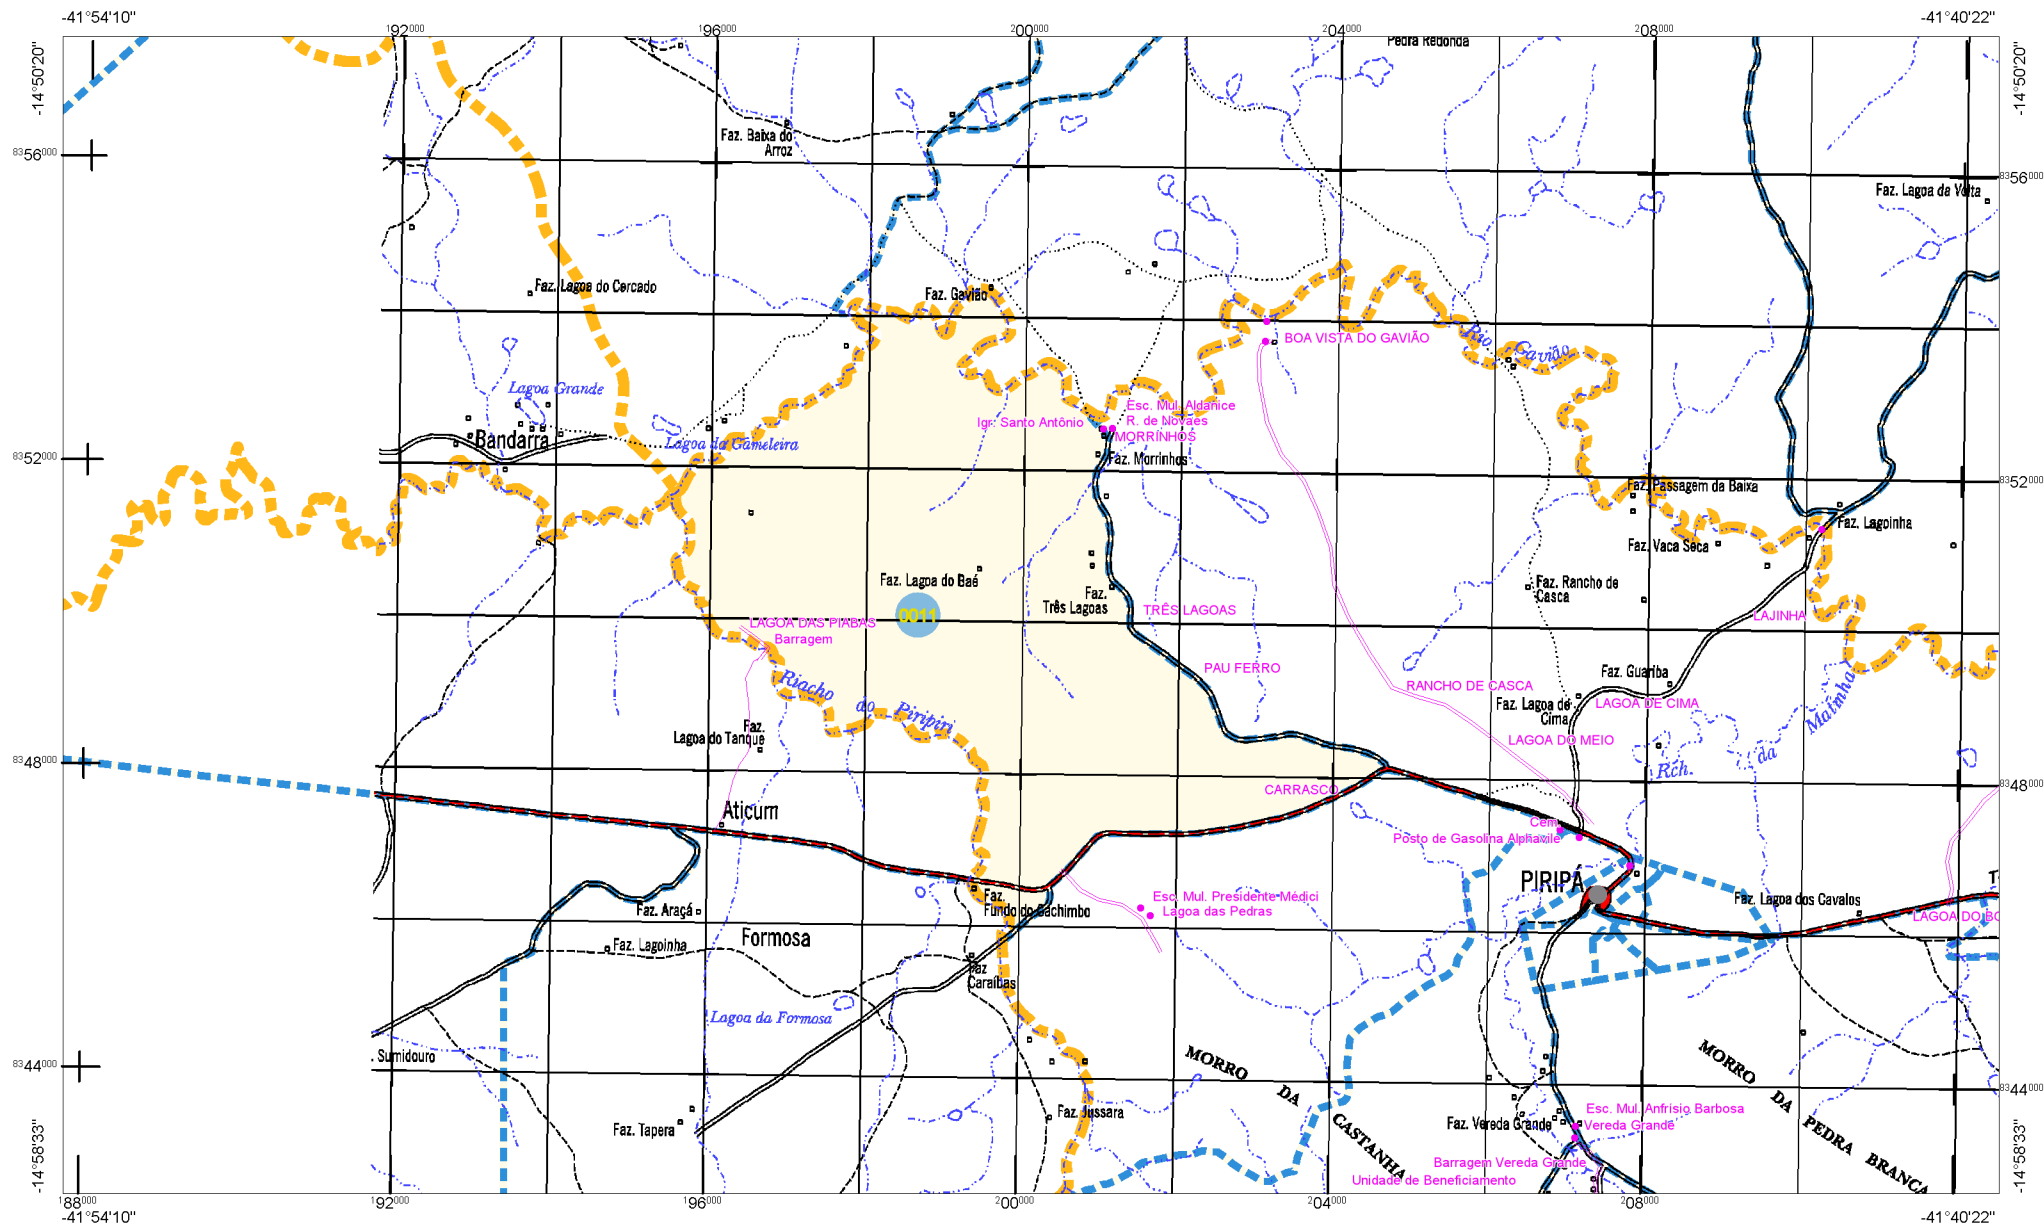 -41°54'10"
-41°40'22"
192000
196000
200000
204000
208000
-14°50'20"
-14°50'20"
Pedra Redonda
Faz. Baixa do
Arroz
8356000
8356000
Faz. Lagoa da Volta
Faz. Lagoa do Cercado
Faz. Gavião
BOA VISTA DO GAVIÃO
Rio Gavião
Lagoa Grande
Bandarra
Lagoa da Gameleira
Igr. Santo Antônio
Esc. Mul. Aldanice
R. de Novaes
MORRINHOS
Faz. Morrinhos
8352000
8352000
Faz. Passagem da Baixa
Faz. Lagoinha
Faz. Vaca Seca
Faz. Lagoa do Baé
0011
Faz.
Três Lagoas
TRÊS LAGOAS
Faz. Rancho de
Casca
LAJINHA
LAGOA DAS PIABAS
Barragem
PAU FERRO
Faz. Guariba
RANCHO DE CASCA
Riacho do Piripiri
Faz. Lagoa de
Cima
LAGOA DE CIMA
Faz.
Lagoa do Tanque
LAGOA DO MEIO
Rch. da Mainha
8348000
8348000
CARRASCO
Aticum
Cem.
Posto de Gasolina Alphavile
PIRIPÁ
Faz.
Fundo do Cachimbo
Esc. Mul. Presidente Médici
Lagoa das Pedras
Faz. Lagoa dos Cavalos
T
LAGOA DO BO
Faz. Araçá
Faz. Lagoinha
Formosa
Faz
Caraíbas
Lagoa da Formosa
Sumidouro
8344000
8344000
MORRO DA CASTANHA
MORRO DA PEDRA BRANCA
Faz. Jussara
Faz. Tapera
Esc. Mul. Anfrisio Barbosa
Faz. Vereda Grande
Vereda Grande
Barragem Vereda Grande
Unidade de Beneficiamento
-14°58'33"
-14°58'33"
188000
192000
196000
200000
204000
208000
-41°54'10"
-41°40'22"